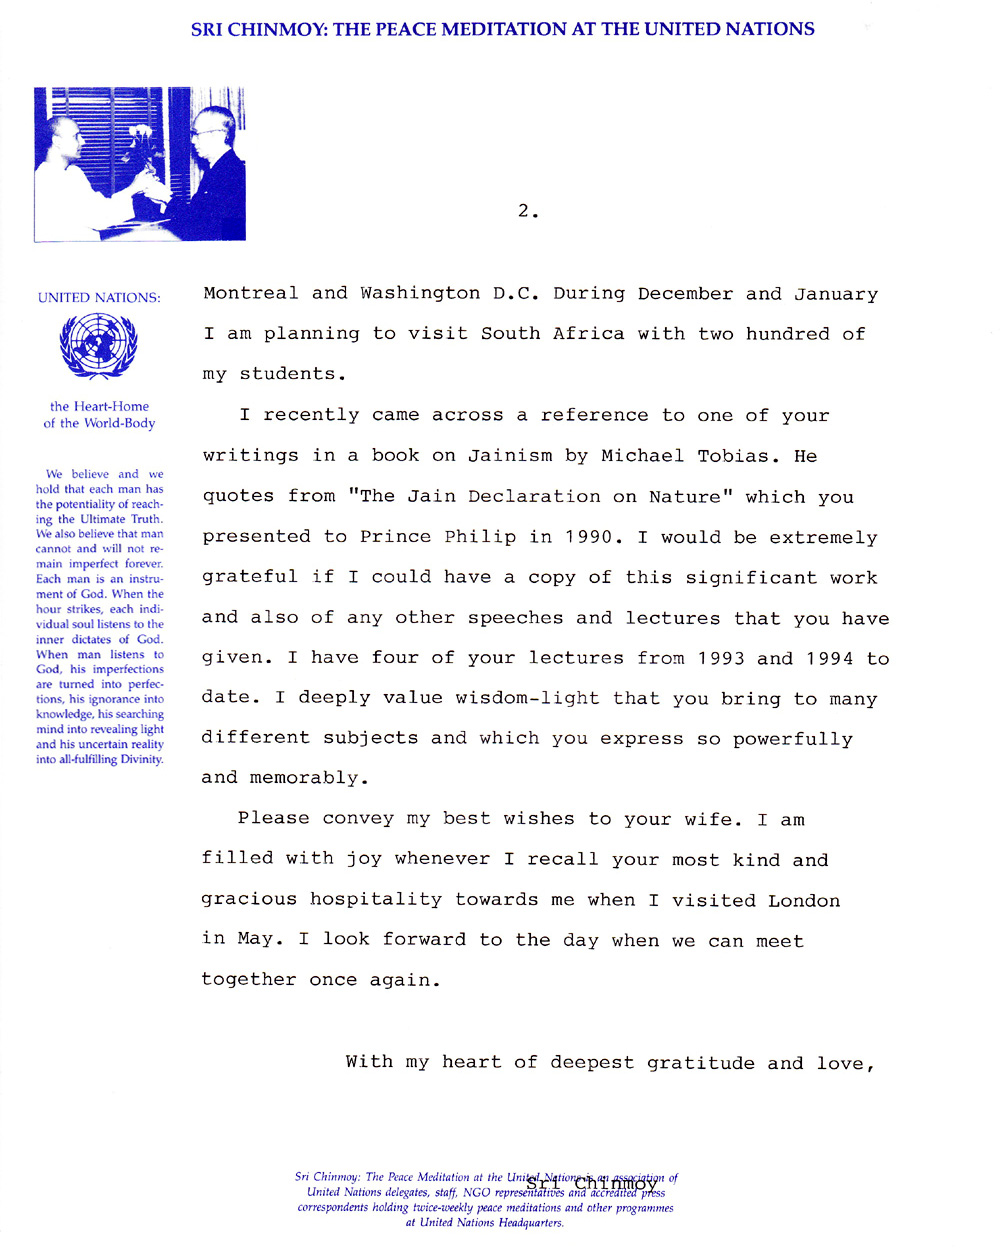 SRI CHINMOY: THE PEACE MEDITATION AT THE UNITED NATIONS
2.
UNITED NATIONS:
the Heart-Home
of the World-Body
We believe and we
hold that each man has
the potentiality of reach-
ing the Ultimate Truth.
We also believe that man
cannot and will not re-
main imperfect forever.
Each man is an instru-
ment of God. When the
hour strikes, each indi-
vidual soul listens to the
inner dictates of God.
When man listens to
God, his imperfections
are turned into perfec-
tions, his ignorance into
knowledge, his searching
mind into revealing light
and his uncertain reality
into all-fulfilling Divinity.
Montreal and Washington D.C. During December and January
I am planning to visit South Africa with two hundred of
my students.
I recently came across a reference to one of your
writings in a book on Jainism by Michael Tobias. He
quotes from "The Jain Declaration on Nature" which you
presented to Prince Philip in 1990. I would be extremely
grateful if I could have a copy of this significant work
and also of any other speeches and lectures that you have
given. I have four of your lectures from 1993 and 1994 to
date. I deeply value wisdom-light that you bring to many
different subjects and which you express so powerfully
and memorably.
Please convey my best wishes to your wife. I am
filled with joy whenever I recall your most kind and
gracious hospitality towards me when I visited London
in May. I look forward to the day when we can meet
together once again.
With my heart of deepest gratitude and love,
Sri Chinmoy
Sri Chinmoy: The Peace Meditation at the United Nations is an association of
United Nations delegates, staff, NGO representatives and accredited press
correspondents holding twice-weekly peace meditations and other programmes
at United Nations Headquarters.